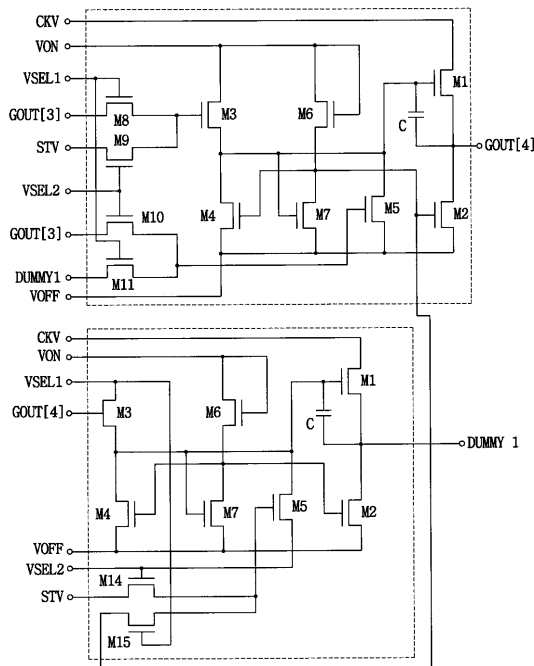 CKV
VON
VSEL1
M1
GOUT[3]
M8
M3
M6
C
M9
STV
GOUT[4]
VSEL2
M10
M4
M7
M5
M2
GOUT[3]
DUMMY1
M11
VOFF
CKV
VON
VSEL1
M1
GOUT[4]
M3
M6
C
DUMMY 1
M4
M7
M5
M2
VOFF
VSEL2
M14
STV
M15